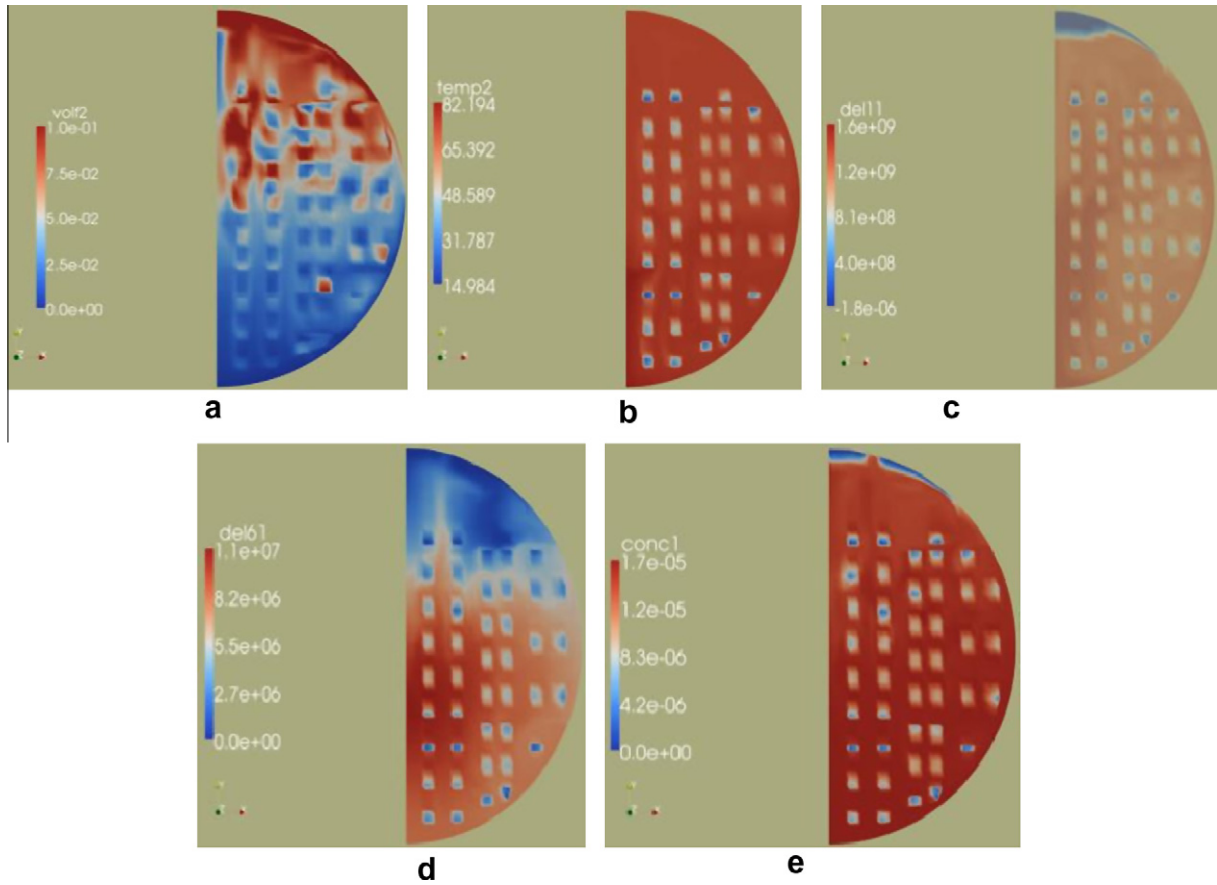 volf2
1.0e-01
7.5e-02
5.0e-02
2.5e-02
0.0e+00
a
temp2
82.194
65.392
48.589
31.787
14.984
b
del11
1.6e+09
1.2e+09
8.1e+08
4.0e+08
-1.8e-06
c
del61
1.1e+07
8.2e+06
5.5e+06
2.7e+06
0.0e+00
d
conc1
1.7e-05
1.2e-05
8.3e-06
4.2e-06
0.0e+00
e